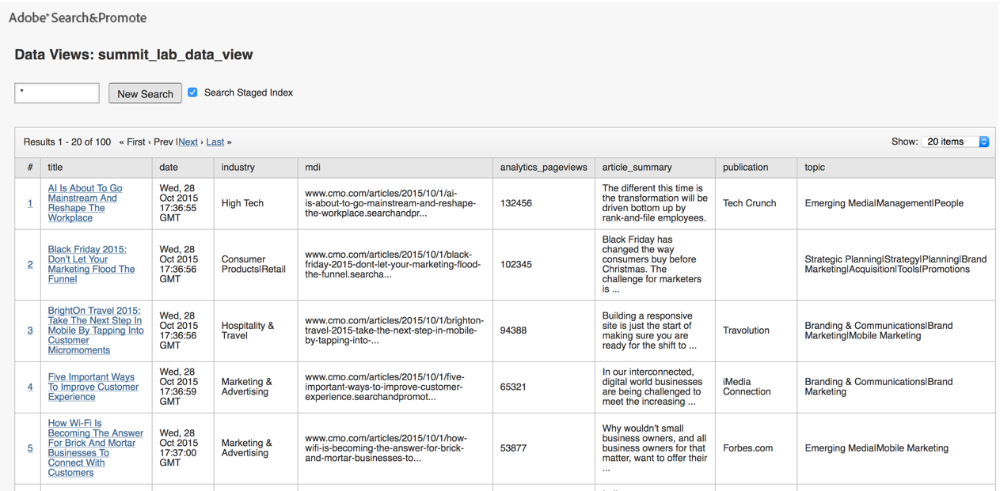 Adobe® Search&Promote
Data Views: summit_lab_data_view
*
New Search
Search Staged Index
Results 1 - 20 of 100 « First ‹ Prev |Next › Last »
Show: 20 items
# title date industry mdi analytics_pageviews article_summary publication topic
1
AI Is About To Go
Mainstream And
Reshape The
Workplace
Wed, 28
Oct 2015
17:36:55
GMT
High Tech
www.cmo.com/articles/2015/10/1/ai-
is-about-to-go-mainstream-and-reshape-
the-workplace.searchandpr...
132456
The different this time is
the transformation will be
driven bottom up by
rank-and-file employees.
Tech Crunch
Emerging Media|Management|People
2
Black Friday 2015:
Don't Let Your
Marketing Flood The
Funnel
Wed, 28
Oct 2015
17:36:56
GMT
Consumer
Products|Retail
www.cmo.com/articles/2015/10/1/black-
friday-2015-dont-let-your-marketing-flood-
the-funnel.searcha...
102345
Black Friday has
changed the way
consumers buy before
Christmas. The
challenge for marketers
is ...
Strategic Planning|Strategy|Planning|Brand
Marketing|Acquisition|Tools|Promotions
3
BrightOn Travel 2015:
Take The Next Step In
Mobile By Tapping Into
Customer
Micromoments
Wed, 28
Oct 2015
17:36:56
GMT
Hospitality &
Travel
www.cmo.com/articles/2015/10/1/brighton-
travel-2015-take-the-next-step-in-mobile-
by-tapping-into-...
94388
Building a responsive
site is just the start of
making sure you are
ready for the shift to ...
Travolution
Branding & Communications|Brand
Marketing|Mobile Marketing
4
Five Important Ways
To Improve Customer
Experience
Wed, 28
Oct 2015
17:36:59
GMT
Marketing &
Advertising
www.cmo.com/articles/2015/10/1/five-
important-ways-to-improve-customer-
experience.searchandpromot...
65321
In our interconnected,
digital world businesses
are being challenged to
meet the increasing ...
iMedia
Connection
Branding & Communications|Brand
Marketing
5
How Wi-Fi Is
Becoming The Answer
For Brick And Mortar
Businesses To
Connect With
Customers
Wed, 28
Oct 2015
17:37:00
GMT
Marketing &
Advertising
www.cmo.com/articles/2015/10/1/how-
wifi-is-becoming-the-answer-for-brick-
and-mortar-businesses-to...
53877
Why wouldn't small
business owners, and all
business owners for that
matter, want to offer their
...
Forbes.com
Emerging Media|Mobile Marketing